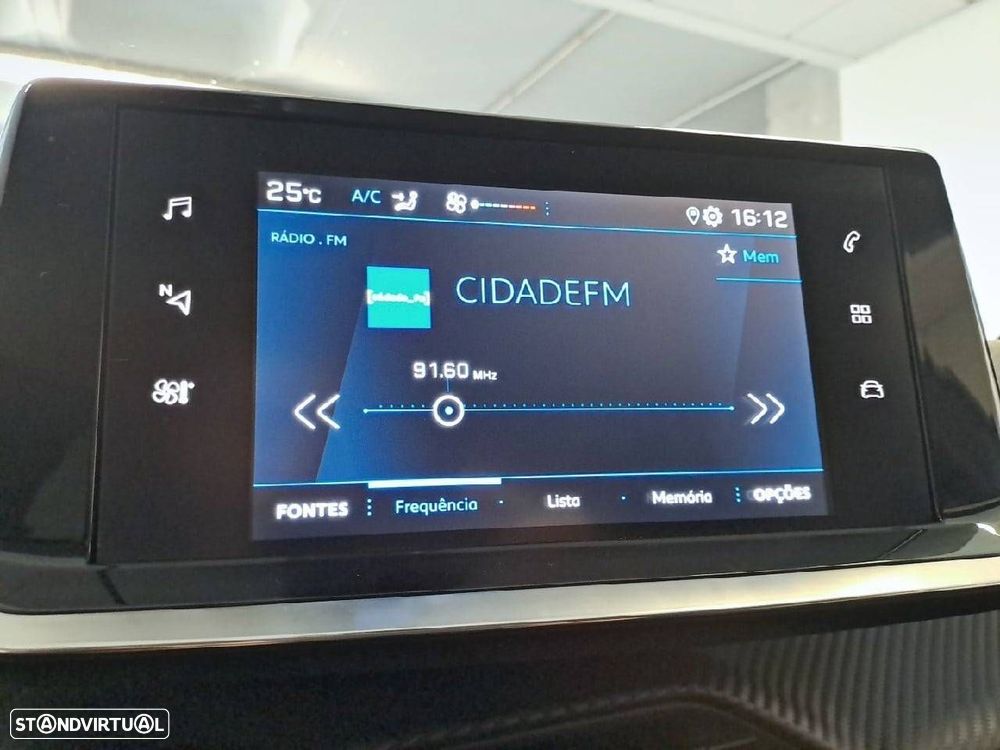 25°C A/C 16:12
RÁDIO . FM
Mem
CIDADEFM
91.60 MHz
N
FONTES Frequência Lista Memória OPÇÕES
STANDVIRTUAL